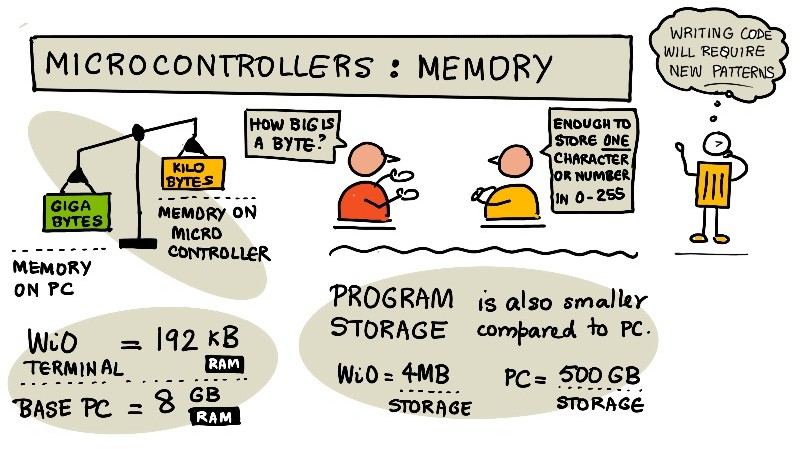 MICROCONTROLLERS : MEMORY
WRITING CODE
WILL REQUIRE
NEW PATTERNS
GIGA
BYTES
KILO
BYTES
MEMORY ON
MICRO
CONTROLLER
MEMORY
ON PC
HOW BIG IS
A BYTE?
ENOUGH TO
STORE ONE
CHARACTER
OR NUMBER
IN 0-255
WiO = 192 KB
TERMINAL RAM
BASE PC = 8 GB
RAM
PROGRAM is also smaller
STORAGE compared to PC.
WiO = 4MB PC = 500 GB
STORAGE STORAGE